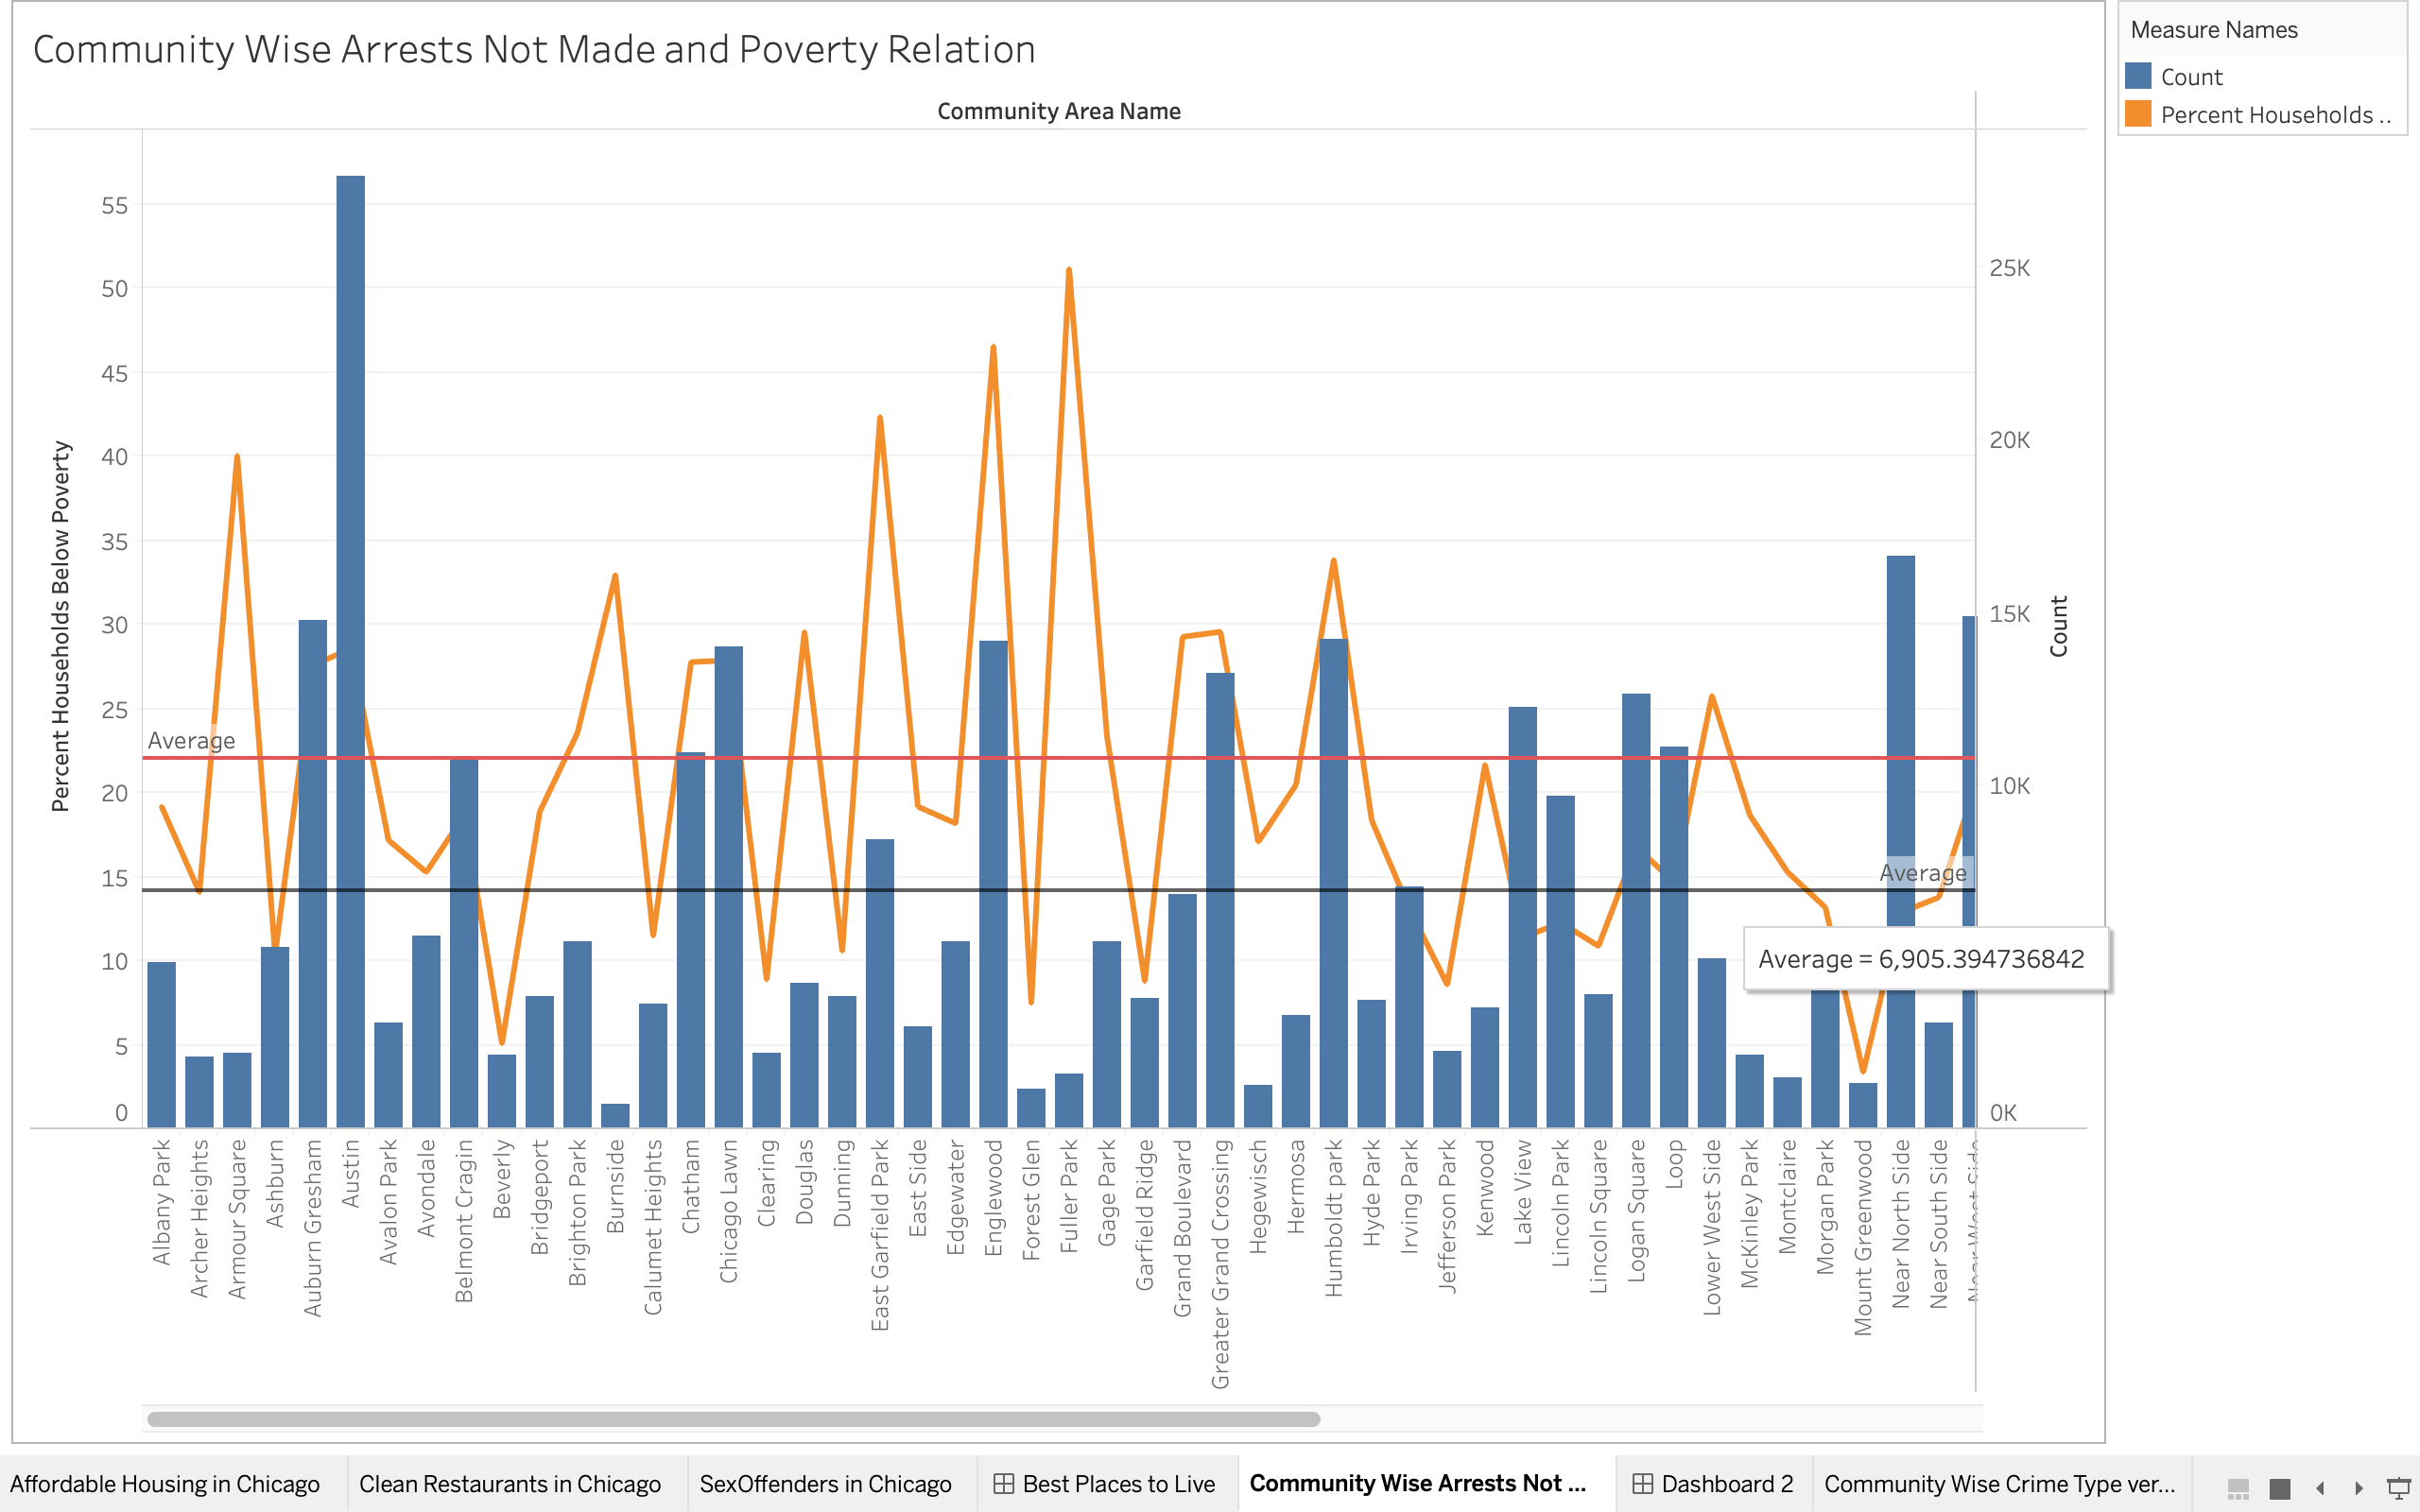 Community Wise Arrests Not Made and Poverty Relation
Measure Names
Count
Percent Households ..
Community Area Name
Percent Households Below Poverty
55
50
45
40
35
30
25
20
15
10
5
0
Average
Average
Average = 6,905.394736842
25K
20K
15K
10K
0K
Count
Albany Park
Archer Heights
Armour Square
Ashburn
Auburn Gresham
Austin
Avalon Park
Avondale
Belmont Cragin
Beverly
Bridgeport
Brighton Park
Burnside
Calumet Heights
Chatham
Chicago Lawn
Clearing
Douglas
Dunning
East Garfield Park
East Side
Edgewater
Englewood
Forest Glen
Fuller Park
Gage Park
Garfield Ridge
Grand Boulevard
Greater Grand Crossing
Hegewisch
Hermosa
Humboldt park
Hyde Park
Irving Park
Jefferson Park
Kenwood
Lake View
Lincoln Park
Lincoln Square
Logan Square
Loop
Lower West Side
McKinley Park
Montclaire
Morgan Park
Mount Greenwood
Near North Side
Near South Side
Near West Side
Affordable Housing in Chicago
Clean Restaurants in Chicago
SexOffenders in Chicago
Best Places to Live
Community Wise Arrests Not ...
Dashboard 2
Community Wise Crime Type ver...